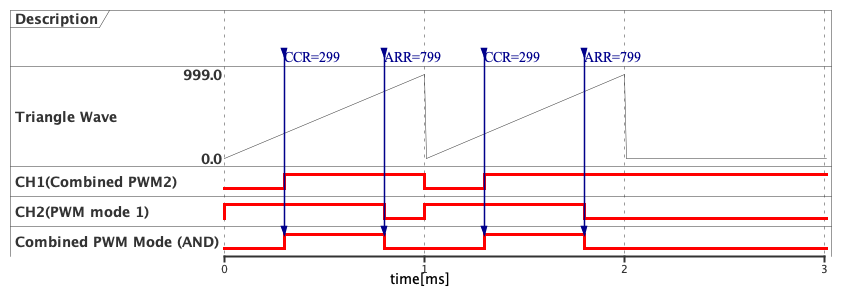 Description
CCR=299 ARR=799 CCR=299 ARR=799
999.0
Triangle Wave
0.0
CH1(Combined PWM2)
CH2(PWM mode 1)
Combined PWM Mode (AND)
0 1 2 3
time[ms]